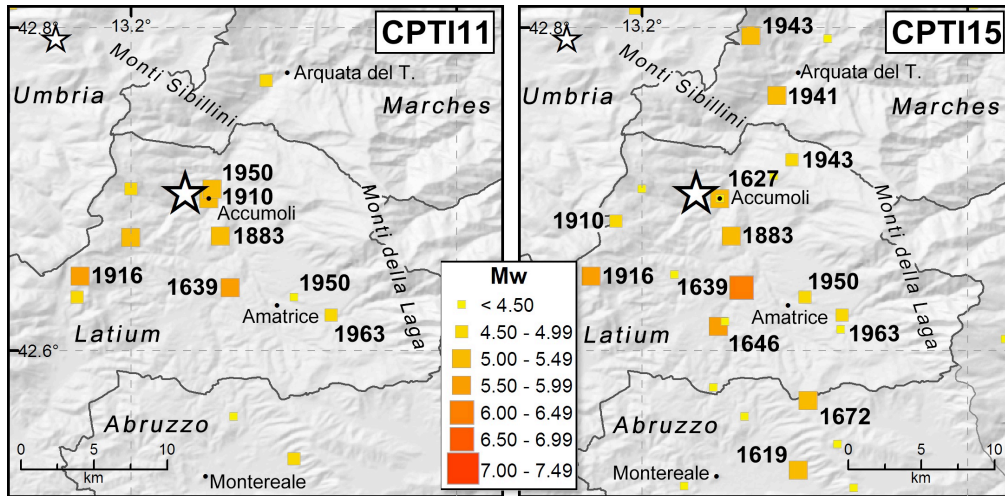 42.8°
13.2°
CPTI11
Monti Sibillini
Arquata del T.
Umbria
Marches
1950
1910
Accumoli
Monti della Laga
1883
1916
1639
1950
Amatrice
1963
Latium
42.6°
Abruzzo
0 5 10
km
Montereale
Mw
< 4.50
4.50 - 4.99
5.00 - 5.49
5.50 - 5.99
6.00 - 6.49
6.50 - 6.99
7.00 - 7.49
42.8°
13.2°
1943
CPTI15
Monti Sibillini
Arquata del T.
Umbria
1941
Marches
1943
1627
Accumoli
Monti della Laga
1910
1883
1916
1639
1950
Amatrice
1963
Latium
1646
42.6°
1672
Abruzzo
1619
0 5 10
km
Montereale